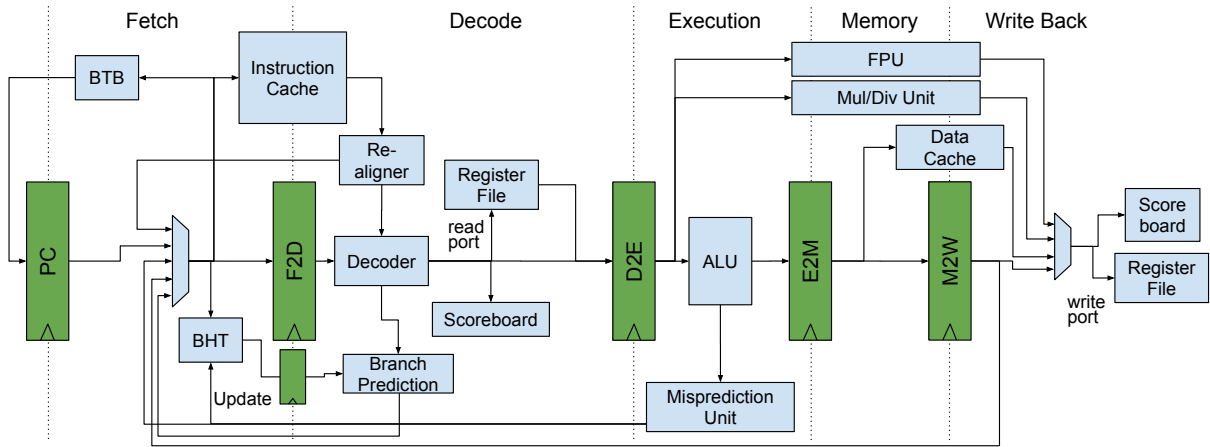 Fetch
Decode
Execution
Memory
Write Back
BTB
Instruction
Cache
FPU
Mul/Div Unit
Re-
aligner
Data
Cache
Register
File
read
port
PC
F2D
Decoder
D2E
ALU
E2M
M2W
Score
board
Register
File
write
port
Scoreboard
BHT
Update
Branch
Prediction
Misprediction
Unit